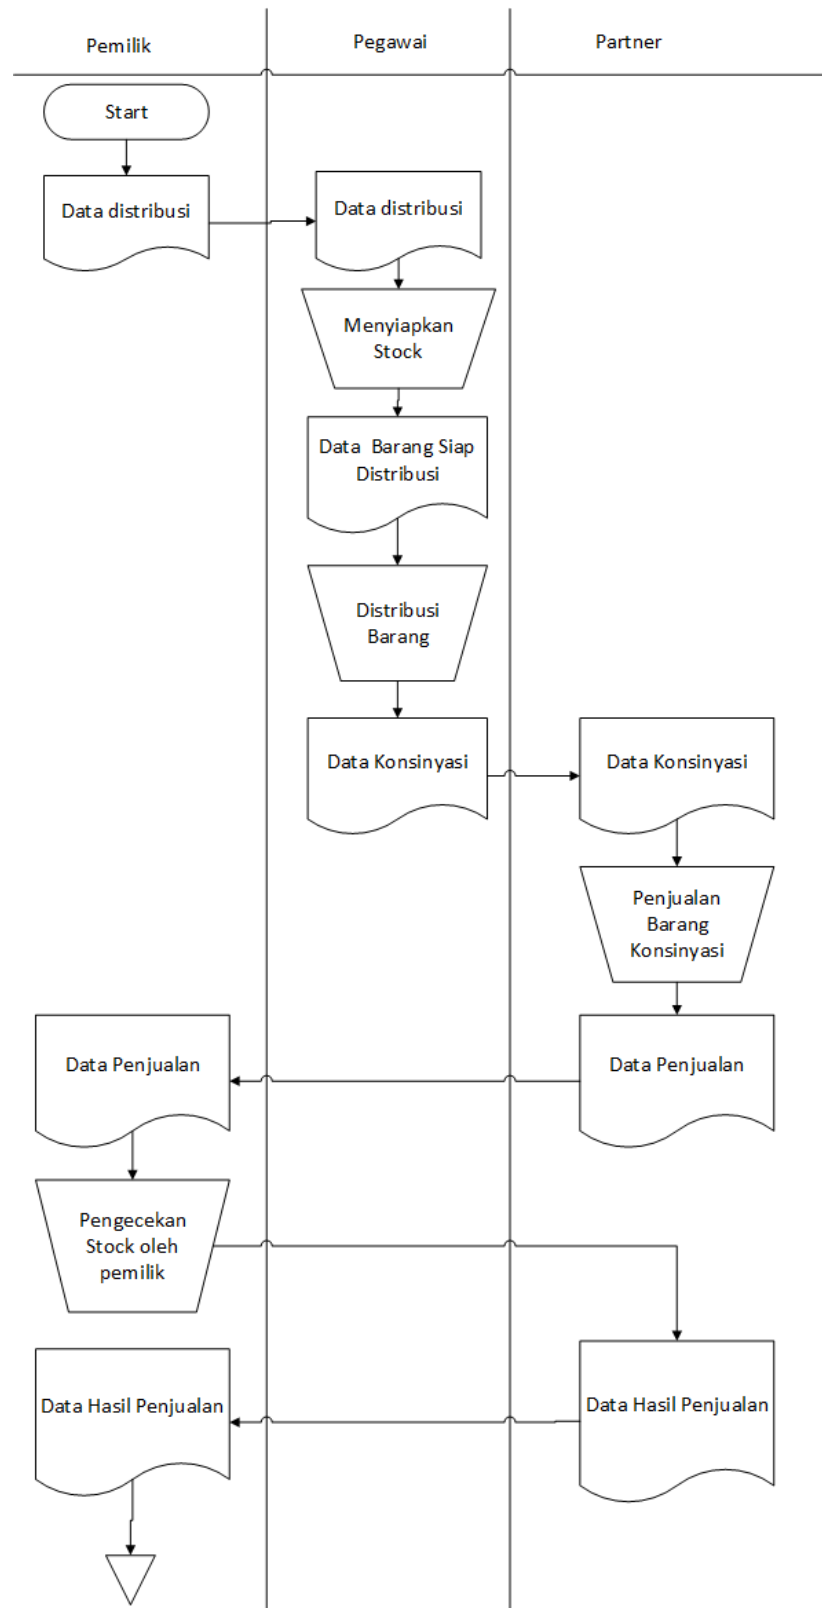 Pemilik
Pegawai
Partner
Start
Data distribusi
Data distribusi
Menyiapkan
Stock
Data Barang Siap
Distribusi
Distribusi
Barang
Data Konsinyasi
Data Konsinyasi
Penjualan
Barang
Konsinyasi
Data Penjualan
Data Penjualan
Pengecekan
Stock oleh
pemilik
Data Hasil Penjualan
Data Hasil Penjualan